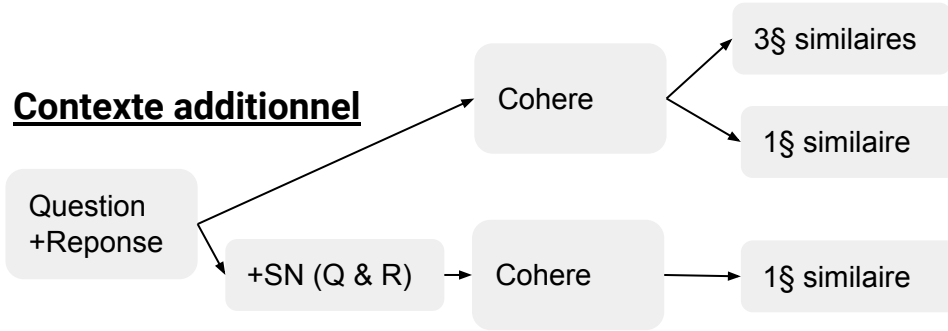 Contexte additionnel
Question
+Reponse
Cohere
3§ similaires
1§ similaire
+SN (Q & R)
Cohere
1§ similaire